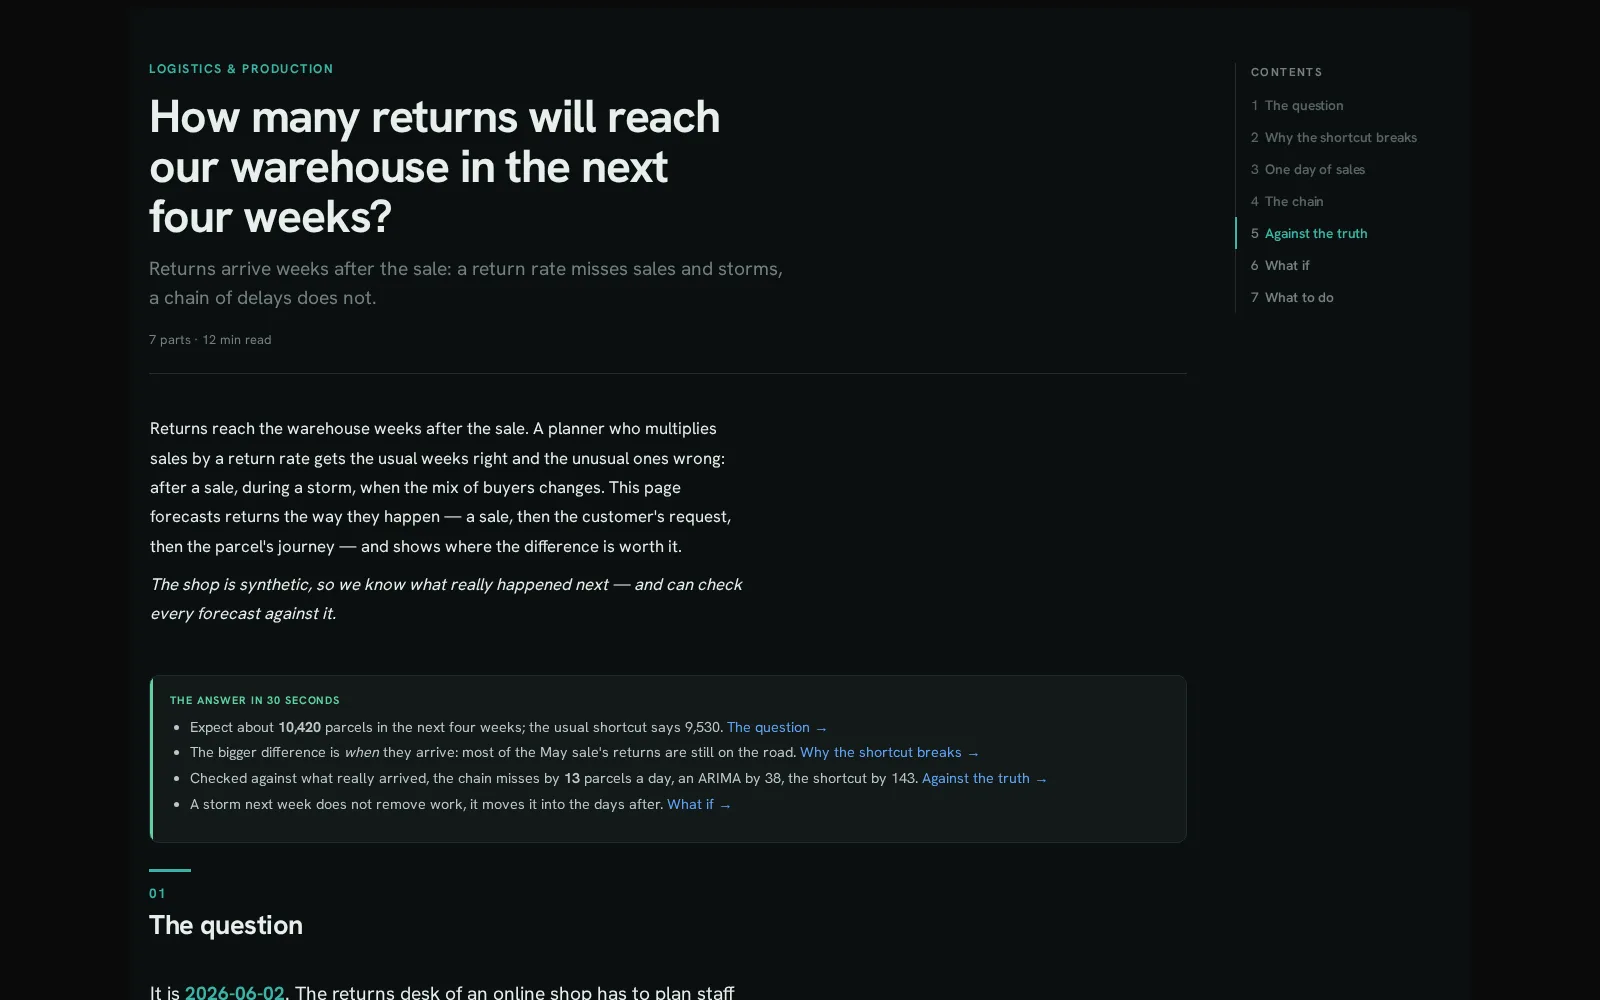 LOGISTICS & PRODUCTION
How many returns will reach
our warehouse in the next
four weeks?
Returns arrive weeks after the sale: a return rate misses sales and storms,
a chain of delays does not.
7 parts · 12 min read
CONTENTS
1 The question
2 Why the shortcut breaks
3 One day of sales
4 The chain
5 Against the truth
6 What if
7 What to do
Returns reach the warehouse weeks after the sale. A planner who multiplies
sales by a return rate gets the usual weeks right and the unusual ones wrong:
after a sale, during a storm, when the mix of buyers changes. This page
forecasts returns the way they happen — a sale, then the customer's request,
then the parcel's journey — and shows where the difference is worth it.
The shop is synthetic, so we know what really happened next — and can check
every forecast against it.
THE ANSWER IN 30 SECONDS
• Expect about 10,420 parcels in the next four weeks; the usual shortcut says 9,530. The question →
• The bigger difference is when they arrive: most of the May sale's returns are still on the road. Why the shortcut breaks →
• Checked against what really arrived, the chain misses by 13 parcels a day, an ARIMA by 38, the shortcut by 143. Against the truth →
• A storm next week does not remove work, it moves it into the days after. What if →
01
The question
It is 2026-06-02. The returns desk of an online shop has to plan staff